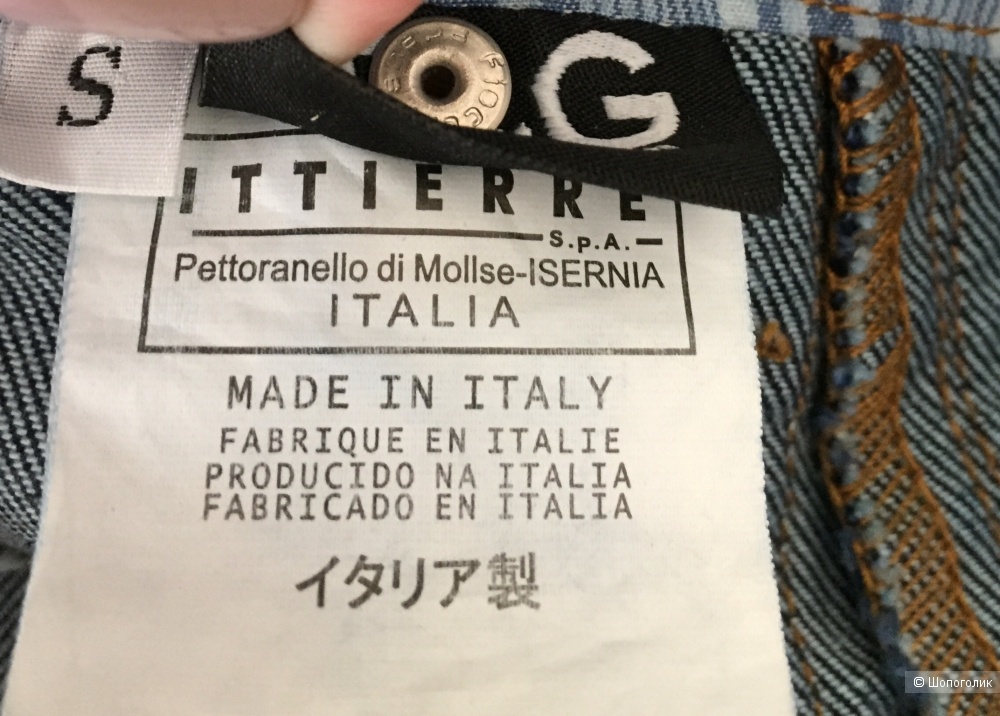 S
G
ITTIERRE
S.p.A.
Pettoranello di Mollse-ISERNIA
ITALIA
MADE IN ITALY
FABRIQUE EN ITALIE
PRODUCIDO NA ITALIA
FABRICADO EN ITALIA
イタリア製
© Шопоголик